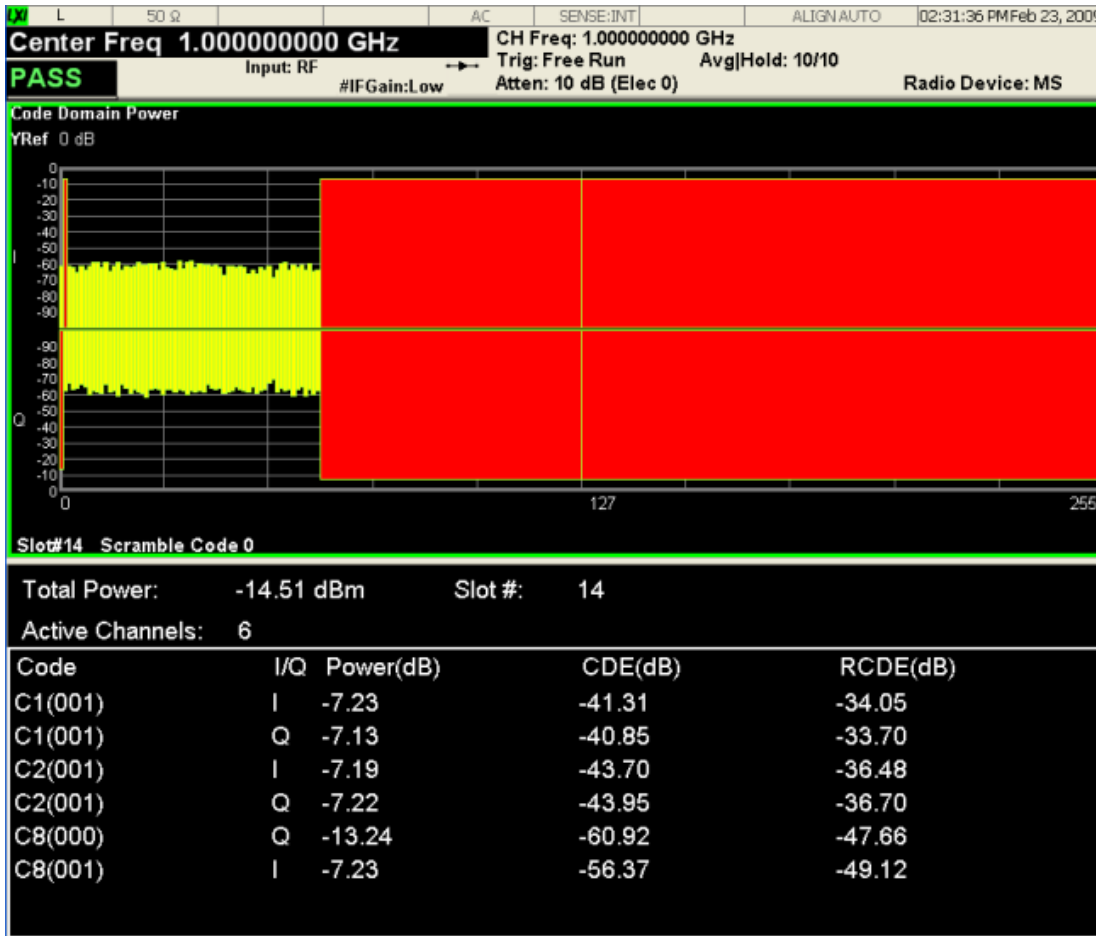 LXI L 50 Ω AC SENSE:INT ALIGN AUTO 02:31:36 PM Feb 23, 2009
Center Freq 1.000000000 GHz
CH Freq: 1.000000000 GHz
Input: RF Trig: Free Run Avg|Hold: 10/10
PASS #IFGain:Low Atten: 10 dB (Elec 0) Radio Device: MS
Code Domain Power
YRef 0 dB
0
-10
-20
-30
-40
I -50
-60
-70
-80
-90
-90
-80
-70
-60
-50
Q -40
-30
-20
-10
0
0 127 255
Slot#14 Scramble Code 0
Total Power: -14.51 dBm Slot #: 14
Active Channels: 6
Code I/Q Power(dB) CDE(dB) RCDE(dB)
C1(001) I -7.23 -41.31 -34.05
C1(001) Q -7.13 -40.85 -33.70
C2(001) I -7.19 -43.70 -36.48
C2(001) Q -7.22 -43.95 -36.70
C8(000) Q -13.24 -60.92 -47.66
C8(001) I -7.23 -56.37 -49.12